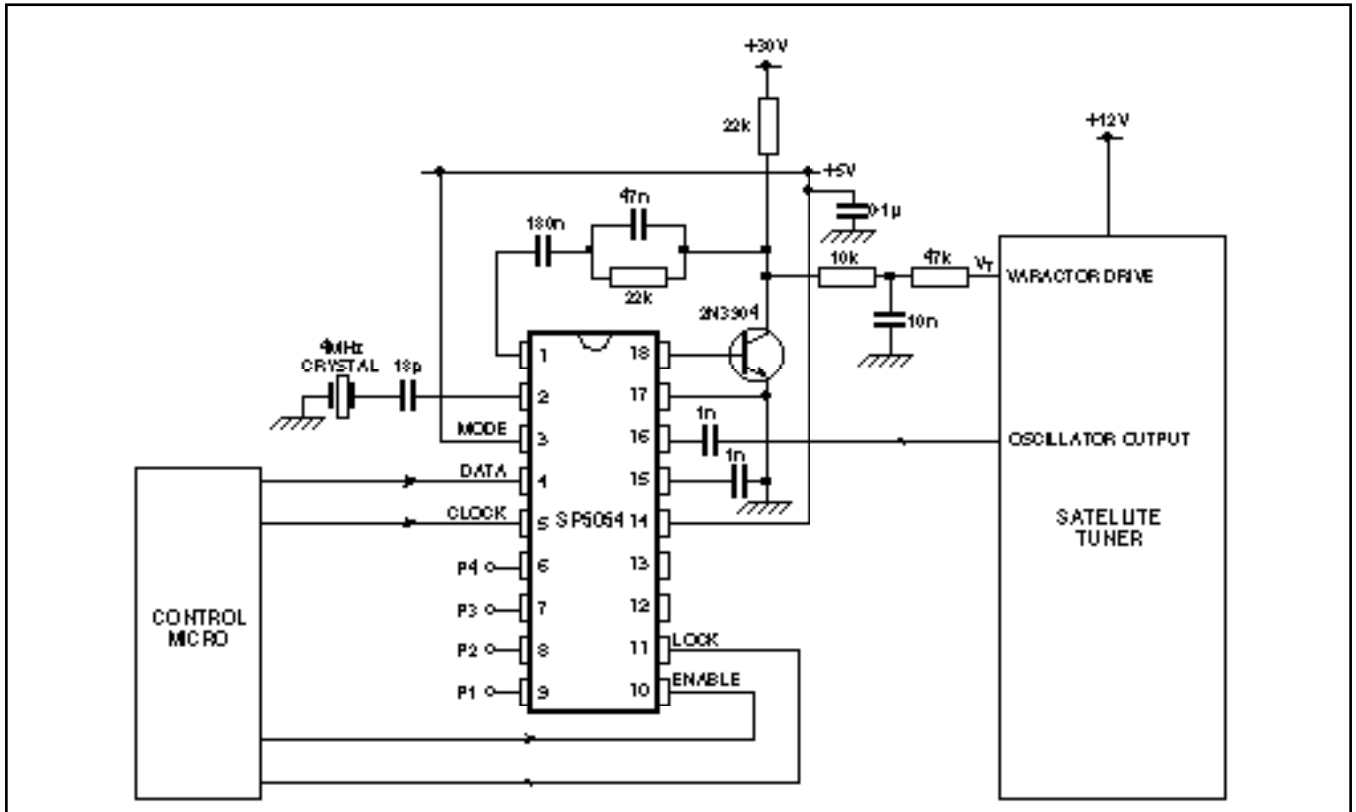 +30V
22k
+12V
+5V
47n
180n
0·1µ
22k
10k
47k
VT
VARACTOR DRIVE
2N3904
10n
4MHz
CRYSTAL
18p
1
18
2
17
1n
MODE
3
16
OSCILLATOR OUTPUT
1n
DATA
4
15
CLOCK
5
SP5054
14
SATELLITE
TUNER
P4
6
13
P3
7
12
CONTROL
MICRO
P2
8
11
LOCK
P1
9
10
ENABLE